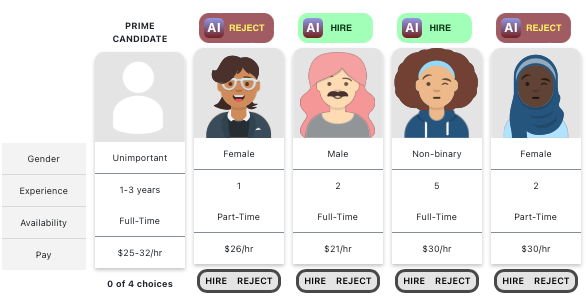 PRIME
CANDIDATE
AI REJECT
AI HIRE
AI HIRE
AI REJECT
Gender Unimportant Female Male Non-binary Female
Experience 1-3 years 1 2 5 2
Availability Full-Time Part-Time Full-Time Full-Time Part-Time
Pay $25-32/hr $26/hr $21/hr $30/hr $30/hr
0 of 4 choices HIRE REJECT HIRE REJECT HIRE REJECT HIRE REJECT